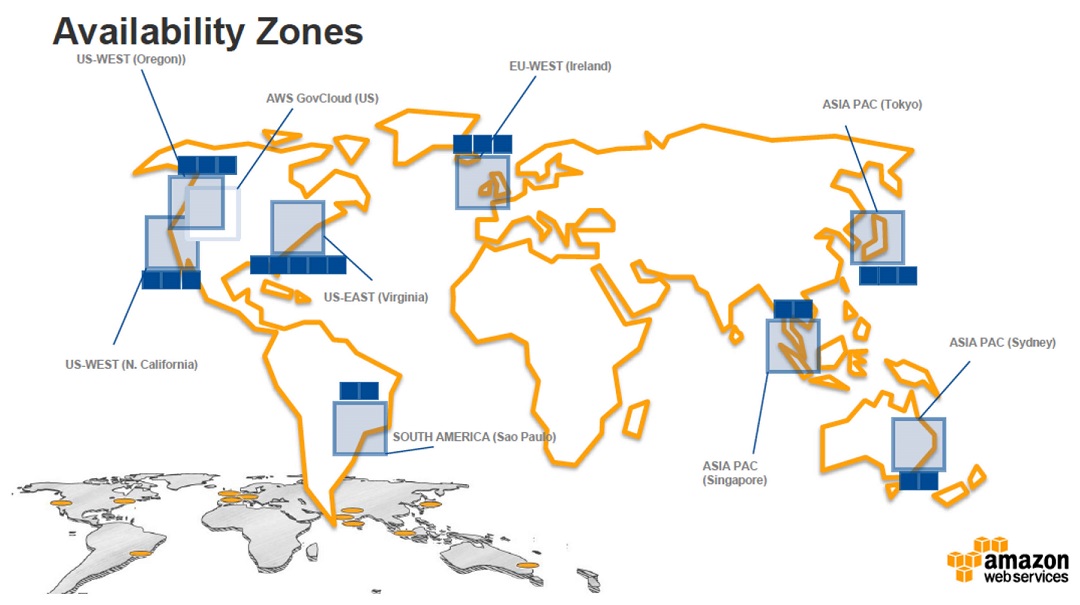 Availability Zones
US-WEST (Oregon))
EU-WEST (Ireland)
AWS GovCloud (US)
ASIA PAC (Tokyo)
US-EAST (Virginia)
ASIA PAC (Sydney)
US-WEST (N. California)
SOUTH AMERICA (Sao Paulo)
ASIA PAC
(Singapore)
amazon
web services